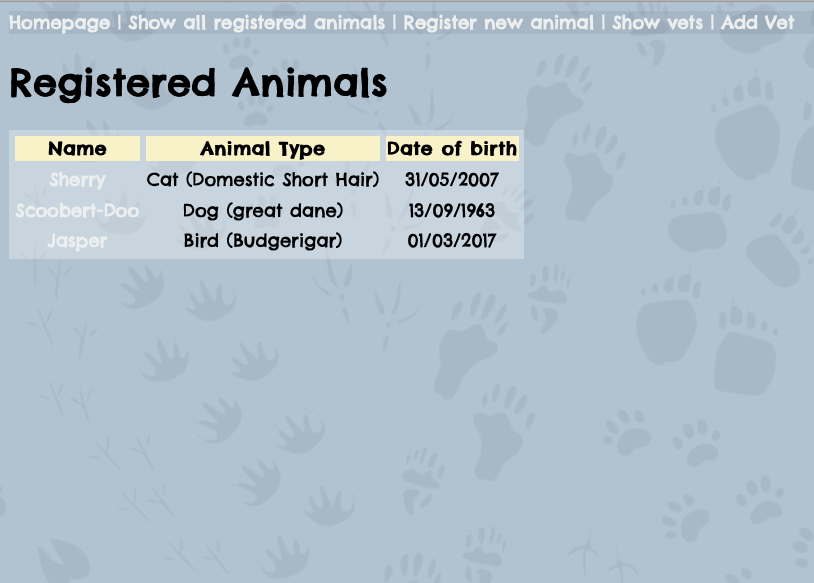 Homepage | Show all registered animals | Register new animal | Show vets | Add Vet
Registered Animals
Name Animal Type Date of birth
Sherry Cat (Domestic Short Hair) 31/05/2007
Scoobert-Doo Dog (great dane) 13/09/1963
Jasper Bird (Budgerigar) 01/03/2017